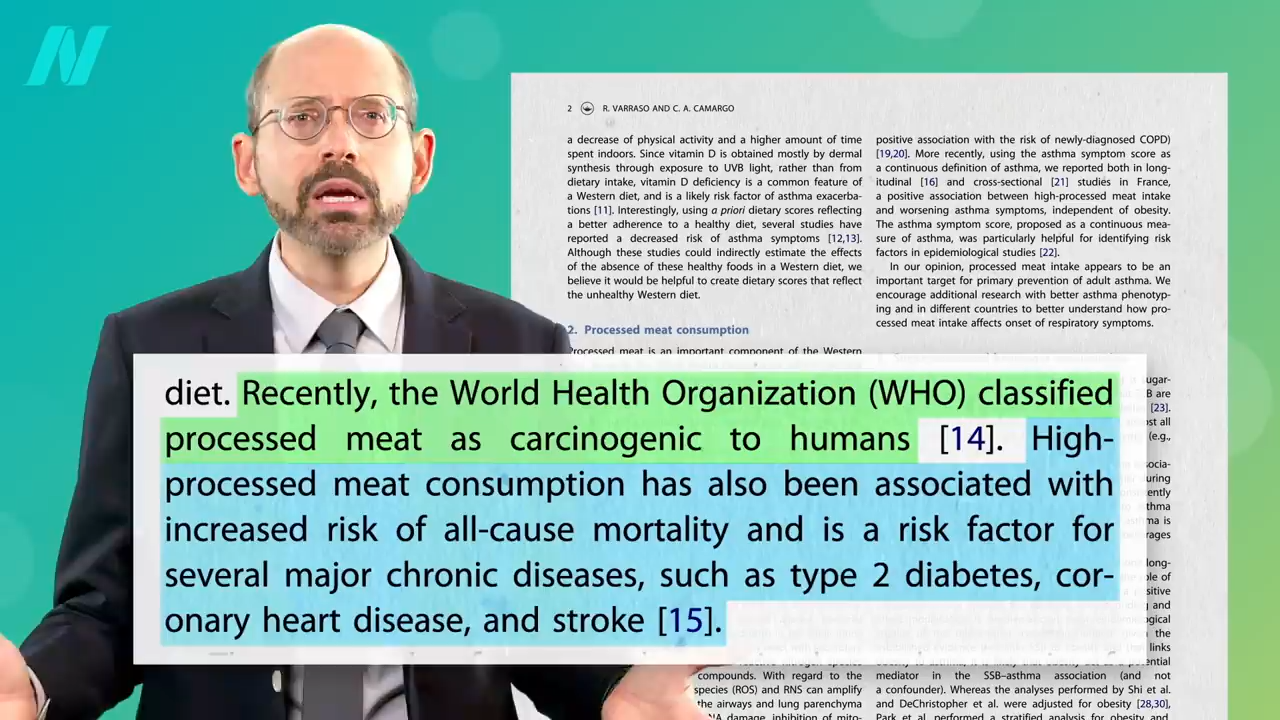 N
2 R. VARRASO AND C. A. CAMARGO
a decrease of physical activity and a higher amount of time
spent indoors. Since vitamin D is obtained mostly by dermal
synthesis through exposure to UVB light, rather than from
dietary intake, vitamin D deficiency is a common feature of
a Western diet, and is a likely risk factor of asthma exacerba-
tions [11]. Interestingly, using a priori dietary scores reflecting
a better adherence to a healthy diet, several studies have
reported a decreased risk of asthma symptoms [12,13].
Although these studies could indirectly estimate the effects
of the absence of these healthy foods in a Western diet, we
believe it would be helpful to create dietary scores that reflect
the unhealthy Western diet.
2. Processed meat consumption
Processed meat is an important component of the Western
diet. Recently, the World Health Organization (WHO) classified
processed meat as carcinogenic to humans [14]. High-
processed meat consumption has also been associated with
increased risk of all-cause mortality and is a risk factor for
several major chronic diseases, such as type 2 diabetes, cor-
onary heart disease, and stroke [15].
compounds. With regard to the
species (ROS) and RNS can amplify
the airways and lung parenchyma
damage, inhibition of mito-
positive association with the risk of newly-diagnosed COPD)
[19,20]. More recently, using the asthma symptom score as
a continuous definition of asthma, we reported both in long-
itudinal [16] and cross-sectional [21] studies in France,
a positive association between high-processed meat intake
and worsening asthma symptoms, independent of obesity.
The asthma symptom score, proposed as a continuous mea-
sure of asthma, was particularly helpful for identifying risk
factors in epidemiological studies [22].
In our opinion, processed meat intake appears to be an
important target for primary prevention of adult asthma. We
encourage additional research with better asthma phenotyp-
ing and in different countries to better understand how pro-
cessed meat intake affects onset of respiratory symptoms.
[23].
(e.g.,
mediator in the SSB–asthma association (and not
a confounder). Whereas the analyses performed by Shi et al.
and DeChristopher et al. were adjusted for obesity [28,30],
Park et al. performed a stratified analysis for obesity and